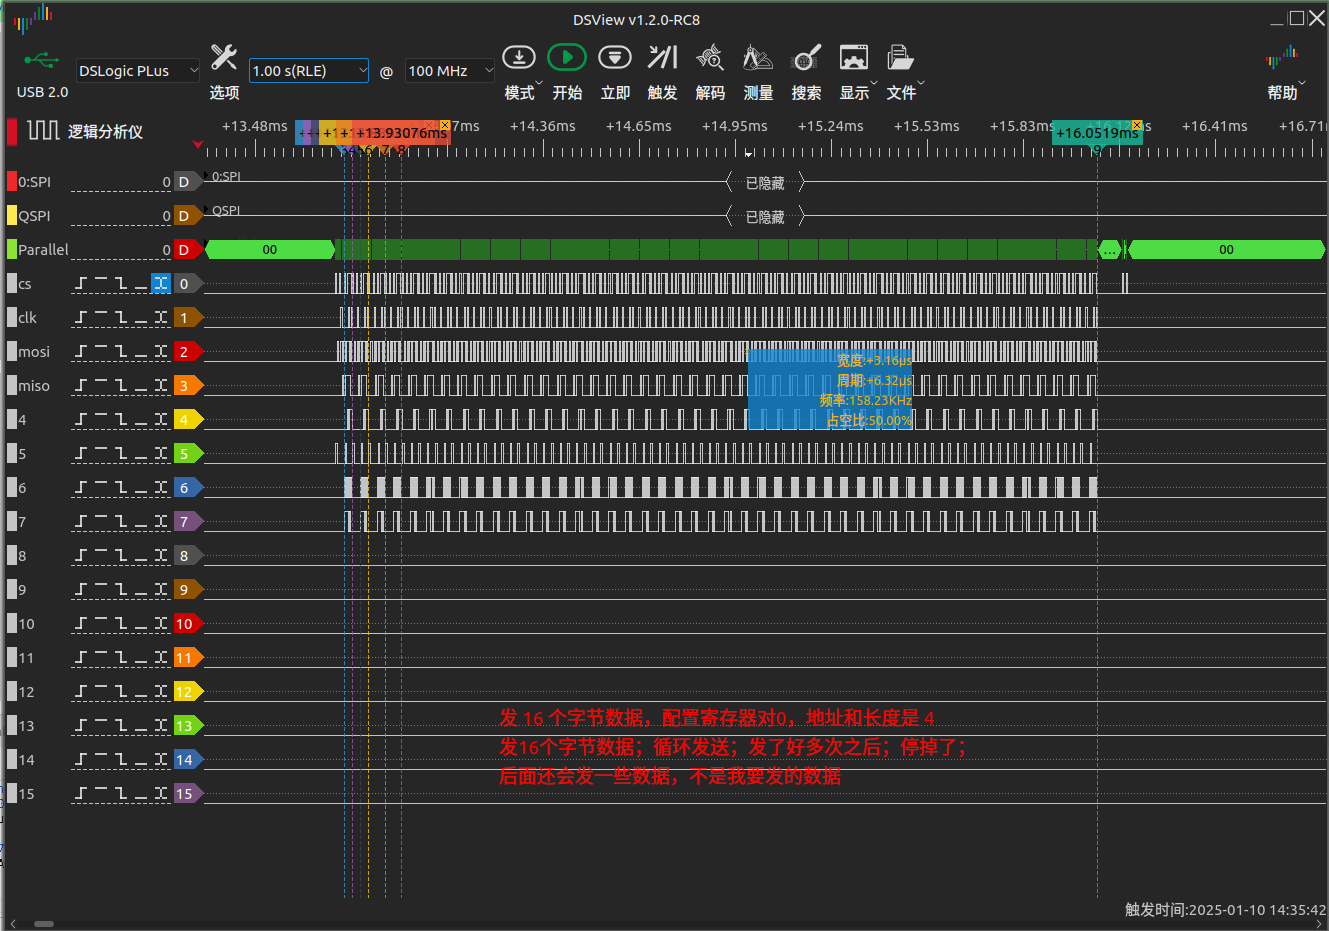 DSView v1.2.0-RC8
USB 2.0
DSLogic PLus
选项
1.00 s(RLE)
@
100 MHz
模式
开始
立即
触发
解码
测量
搜索
显示
文件
帮助
逻辑分析仪
+13.48ms
+13.93076ms
7ms
+14.36ms
+14.65ms
+14.95ms
+15.24ms
+15.53ms
+15.83ms
+16.0519ms
+16.41ms
+16.71
0:SPI 0 D 0:SPI 已隐藏
QSPI 0 D QSPI 已隐藏
Parallel 0 D 00 ... 00
cs 0
clk 1
mosi 2
miso 3
4 4
5 5
6 6
7 7
8 8
9 9
10 10
11 11
12 12
13 13
14 14
15 15
宽度:+3.16µs
周期:+6.32µs
频率:158.23KHz
占空比:50.00%
发 16 个字节数据，配置寄存器对0，地址和长度是 4
发16个字节数据；循环发送；发了好多次之后；停掉了；
后面还会发一些数据，不是我要发的数据
触发时间:2025-01-10 14:35:42